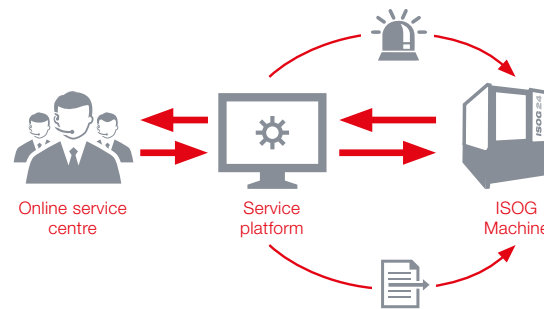 ISOG 24
Online service
centre
Service
platform
ISOG
Machine